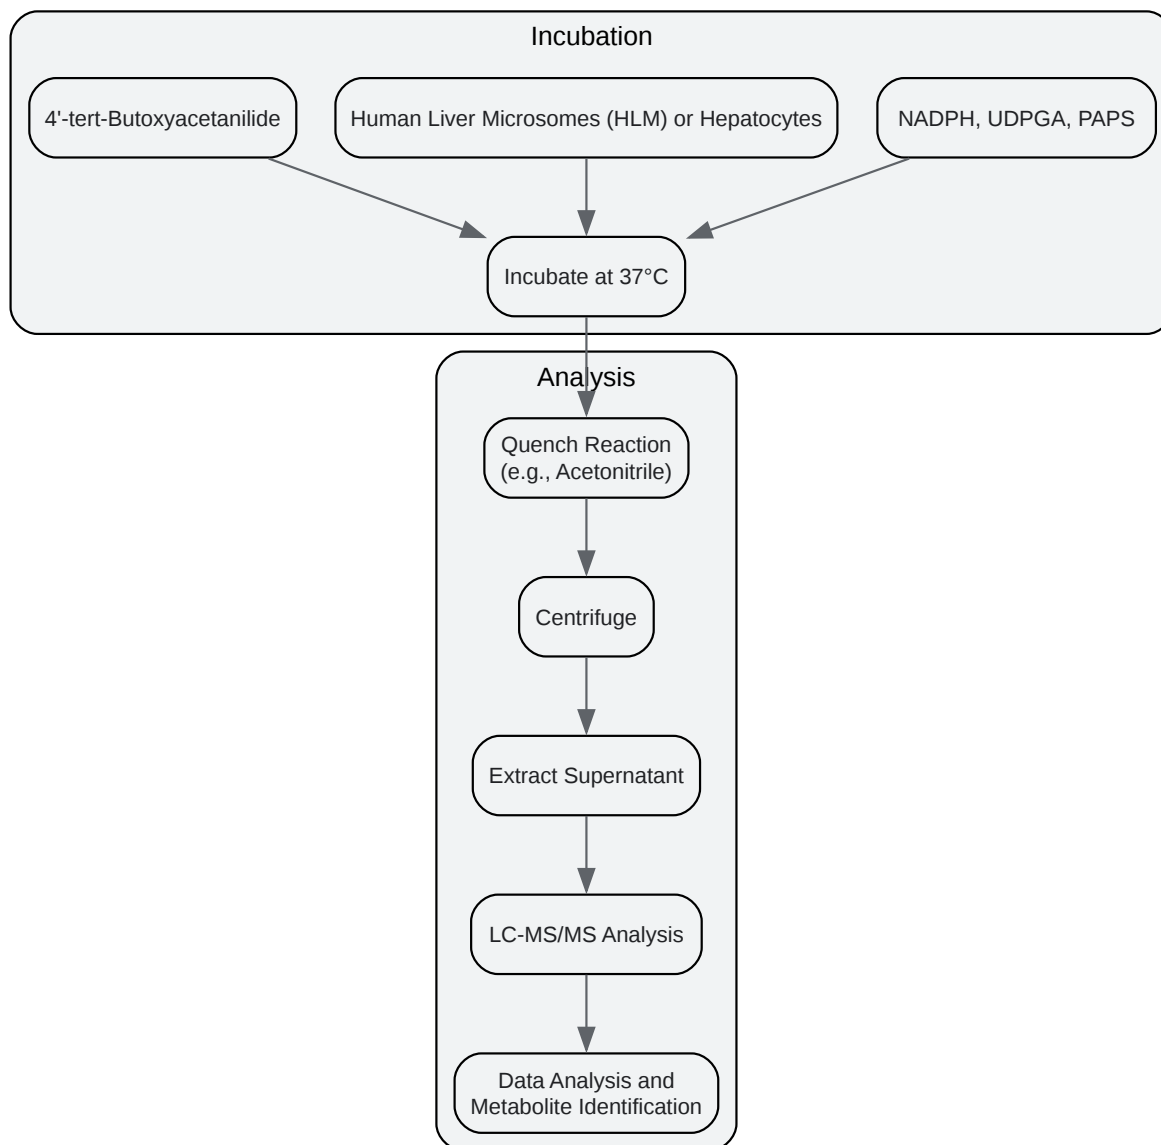 Incubation
4'-tert-Butoxyacetanilide
Human Liver Microsomes (HLM) or Hepatocytes
NADPH, UDPGA, PAPS
Incubate at 37°C
Analysis
Quench Reaction
(e.g., Acetonitrile)
Centrifuge
Extract Supernatant
LC-MS/MS Analysis
Data Analysis and
Metabolite Identification